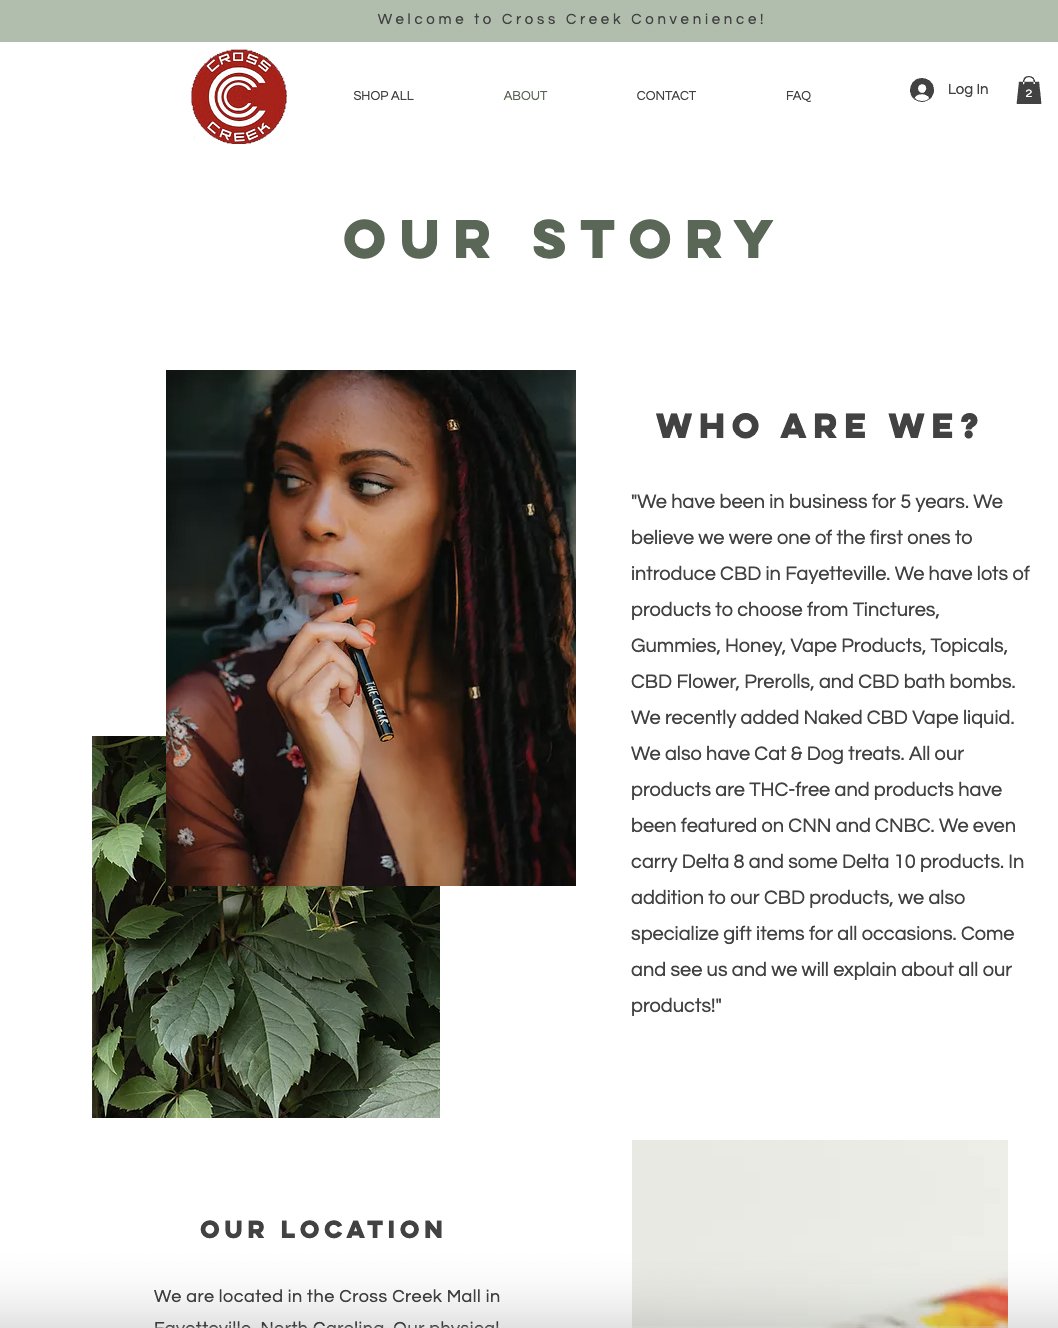 Welcome to Cross Creek Convenience!
CROSS
CREEK
SHOP ALL
ABOUT
CONTACT
FAQ
Log In
2
OUR STORY
WHO ARE WE?
"We have been in business for 5 years. We
believe we were one of the first ones to
introduce CBD in Fayetteville. We have lots of
products to choose from Tinctures,
Gummies, Honey, Vape Products, Topicals,
CBD Flower, Prerolls, and CBD bath bombs.
We recently added Naked CBD Vape liquid.
We also have Cat & Dog treats. All our
products are THC-free and products have
been featured on CNN and CNBC. We even
carry Delta 8 and some Delta 10 products. In
addition to our CBD products, we also
specialize gift items for all occasions. Come
and see us and we will explain about all our
products!"
THE CLEAR
OUR LOCATION
We are located in the Cross Creek Mall in
Fayetteville, North Carolina. Our physical